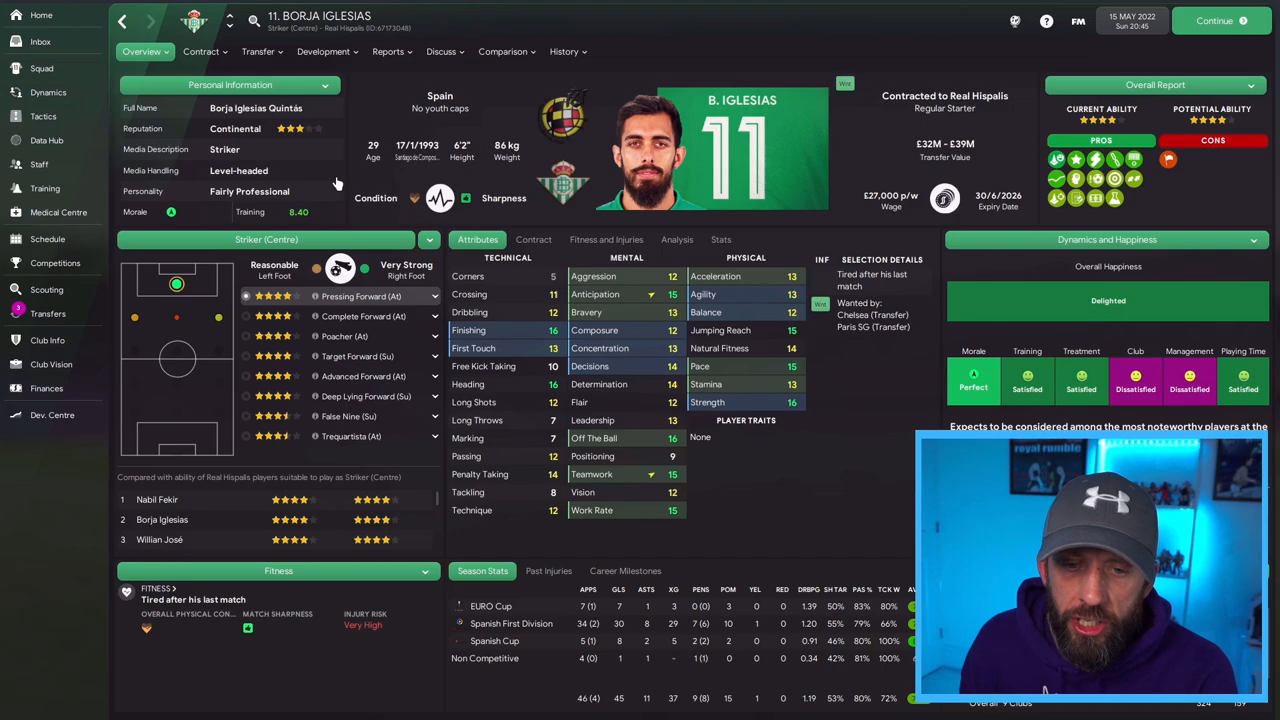 Home
Inbox
Squad
Dynamics
Tactics
Data Hub
Staff
Training
Medical Centre
Schedule
Competitions
Scouting
3
Transfers
Club Info
Club Vision
Finances
Dev. Centre
11. BORJA IGLESIAS
Striker (Centre) - Real Hispalis (ID:67173048)
FM
15 MAY 2022
Sun 20:45
Continue
Overview
Contract
Transfer
Development
Reports
Discuss
Comparison
History
Personal Information
Full Name Borja Iglesias Quintás
Reputation Continental
Media Description Striker
Media Handling Level-headed
Personality Fairly Professional
Morale Training 8.40
Spain
No youth caps
29 17/1/1993 6'2" 86 kg
Age Santiago de Compos... Height Weight
Condition Sharpness
B. IGLESIAS
11
Wnt
Contracted to Real Hispalis
Regular Starter
£32M - £39M
Transfer Value
£27,000 p/w 30/6/2026
Wage Expiry Date
Overall Report
CURRENT ABILITY POTENTIAL ABILITY
PROS CONS
Striker (Centre)
Reasonable Very Strong
Left Foot Right Foot
Pressing Forward (At)
Complete Forward (At)
Poacher (At)
Target Forward (Su)
Advanced Forward (At)
Deep Lying Forward (Su)
False Nine (Su)
Trequartista (At)
Compared with ability of Real Hispalis players suitable to play as Striker (Centre)
1 Nabil Fekir
2 Borja Iglesias
3 Willian José
Fitness
FITNESS >
Tired after his last match
OVERALL PHYSICAL CON... MATCH SHARPNESS INJURY RISK
Very High
Attributes Contract Fitness and Injuries Analysis Stats
TECHNICAL
Corners 5
Crossing 11
Dribbling 12
Finishing 16
First Touch 13
Free Kick Taking 10
Heading 16
Long Shots 12
Long Throws 7
Marking 7
Passing 12
Penalty Taking 14
Tackling 8
Technique 12
MENTAL
Aggression 12
Anticipation 15
Bravery 13
Composure 12
Concentration 13
Decisions 14
Determination 14
Flair 12
Leadership 13
Off The Ball 16
Positioning 9
Teamwork 15
Vision 12
Work Rate 15
PHYSICAL
Acceleration 13
Agility 13
Balance 12
Jumping Reach 15
Natural Fitness 14
Pace 15
Stamina 13
Strength 16
PLAYER TRAITS
None
INF SELECTION DETAILS
Tired after his last
match
Wnt Wanted by:
Chelsea (Transfer)
Paris SG (Transfer)
Dynamics and Happiness
Overall Happiness
Delighted
Morale Training Treatment Club Management Playing Time
Perfect Satisfied Satisfied Dissatisfied Dissatisfied Satisfied
Expects to be considered among the most noteworthy players at the
Season Stats Past Injuries Career Milestones
APPS GLS ASTS XG PENS POM YEL RED DRBPG SH TAR PAS % TCK W
EURO Cup 7 (1) 7 1 3 0 (0) 3 0 0 1.39 50% 83% 80%
Spanish First Division 34 (2) 30 8 29 7 (6) 10 1 0 1.20 55% 79% 66%
Spanish Cup 5 (1) 8 2 5 2 (2) 2 0 0 0.91 46% 80% 100%
Non Competitive 4 (0) 1 1 - 1 (1) 0 0 0 0.34 42% 81% 100%
46 (4) 45 11 37 9 (8) 15 1 0 1.19 53% 80% 72%
royal rumble